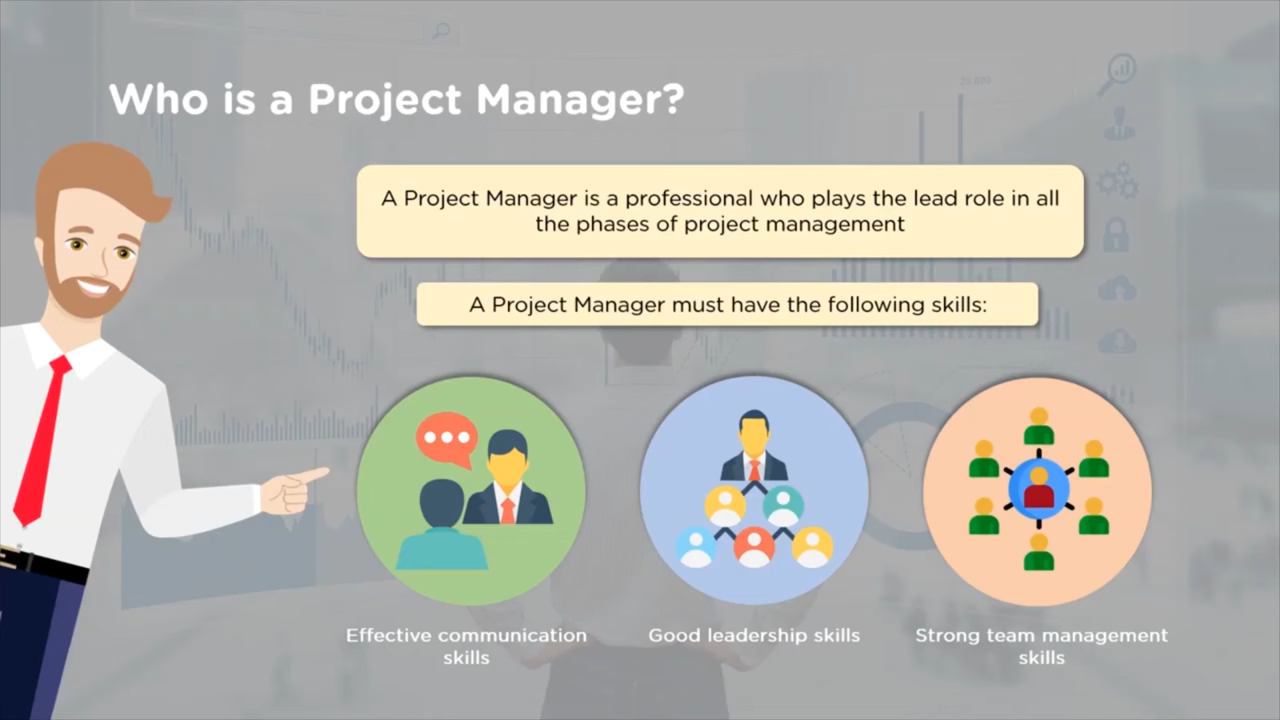 Who is a Project Manager?
A Project Manager is a professional who plays the lead role in all
the phases of project management
A Project Manager must have the following skills:
Effective communication
skills
Good leadership skills
Strong team management
skills